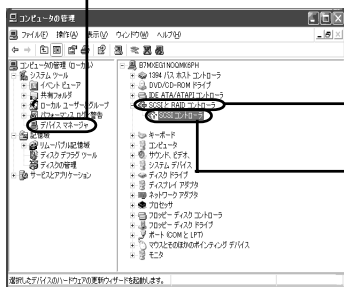 コンピュータの管理
ファイル(F) 操作(A) 表示(V) ウィンドウ(W) ヘルプ(H)
コンピュータの管理 (ローカル)
システム ツール
イベント ビューア
共有フォルダ
ローカル ユーザーとグループ
パフォーマンス ログと警告
デバイス マネージャ
記憶域
リムーバブル記憶域
ディスク デフラグ ツール
ディスクの管理
サービスとアプリケーション
B7MXEG1NOQMK6PH
1394 バス ホスト コントローラ
DVD/CD-ROM ドライブ
IDE ATA/ATAPI コントローラ
SCSI と RAID コントローラ
SCSI コントローラ
キーボード
コンピュータ
サウンド、ビデオ、
システム デバイス
ディスク ドライブ
ディスプレイ アダプタ
ネットワーク アダプタ
プロセッサ
フロッピー ディスク コントローラ
フロッピー ディスク ドライブ
ポート (COM と LPT)
マウスとそのほかのポインティング デバイス
モニタ
選択したデバイスのハードウェアの更新ウィザードを起動します。